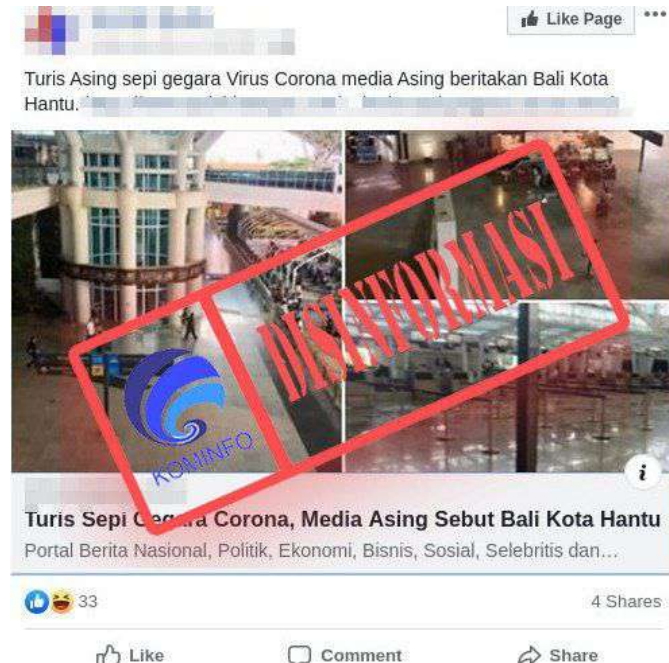 Like Page
Turis Asing sepi gegara Virus Corona media Asing beritakan Bali Kota
Hantu.
DISINFORMASI
KOMINFO
i
Turis Sepi Gegara Corona, Media Asing Sebut Bali Kota Hantu
Portal Berita Nasional, Politik, Ekonomi, Bisnis, Sosial, Selebritis dan...
33
4 Shares
Like
Comment
Share